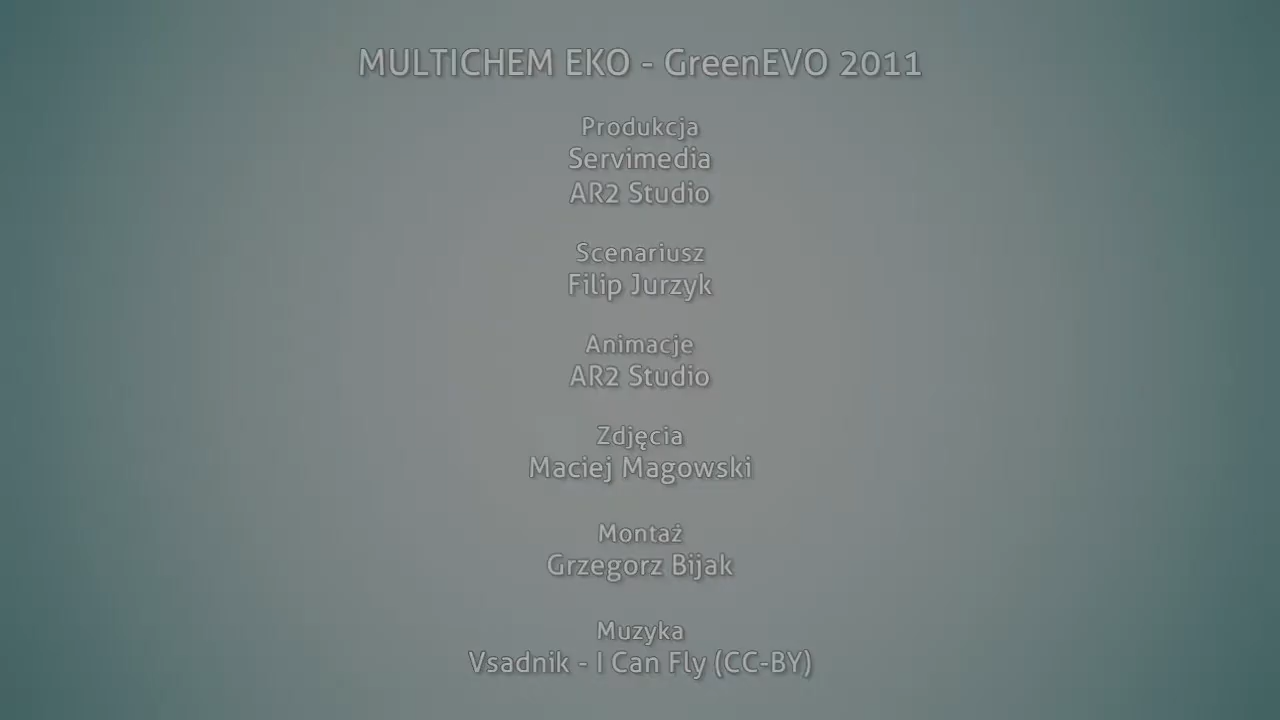 MULTICHEM EKO - GreenEVO 2011
Produkcja
Servimedia
AR2 Studio
Scenariusz
Filip Jurzyk
Animacje
AR2 Studio
Zdjęcia
Maciej Magowski
Montaż
Grzegorz Bijak
Muzyka
Vsadnik - I Can Fly (CC-BY)